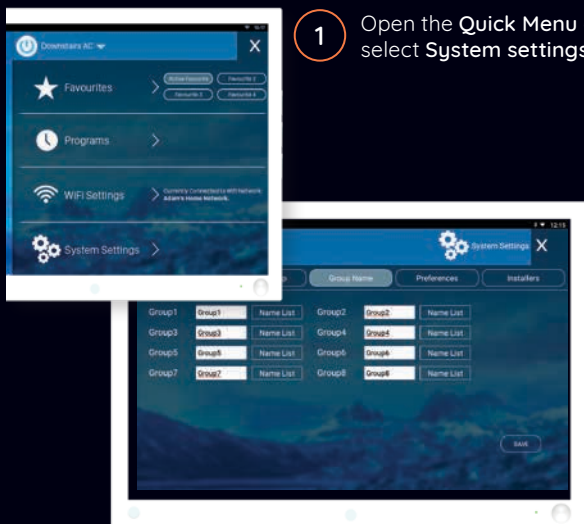 1
Open the Quick Menu
select System settings
Downstairs AC
X
Favourites
Active Favourite
Favourite 2
Favourite 3
Favourite 4
Programs
WiFi Settings
Currently Connected to Wifi Network:
Adam's Home Network.
System Settings
12:15
System Settings X
Group Name
Preferences
Installers
Group1 Group1 Name List Group2 Group2 Name List
Group3 Group3 Name List Group4 Group4 Name List
Group5 Group5 Name List Group6 Group6 Name List
Group7 Group7 Name List Group8 Group8 Name List
SAVE